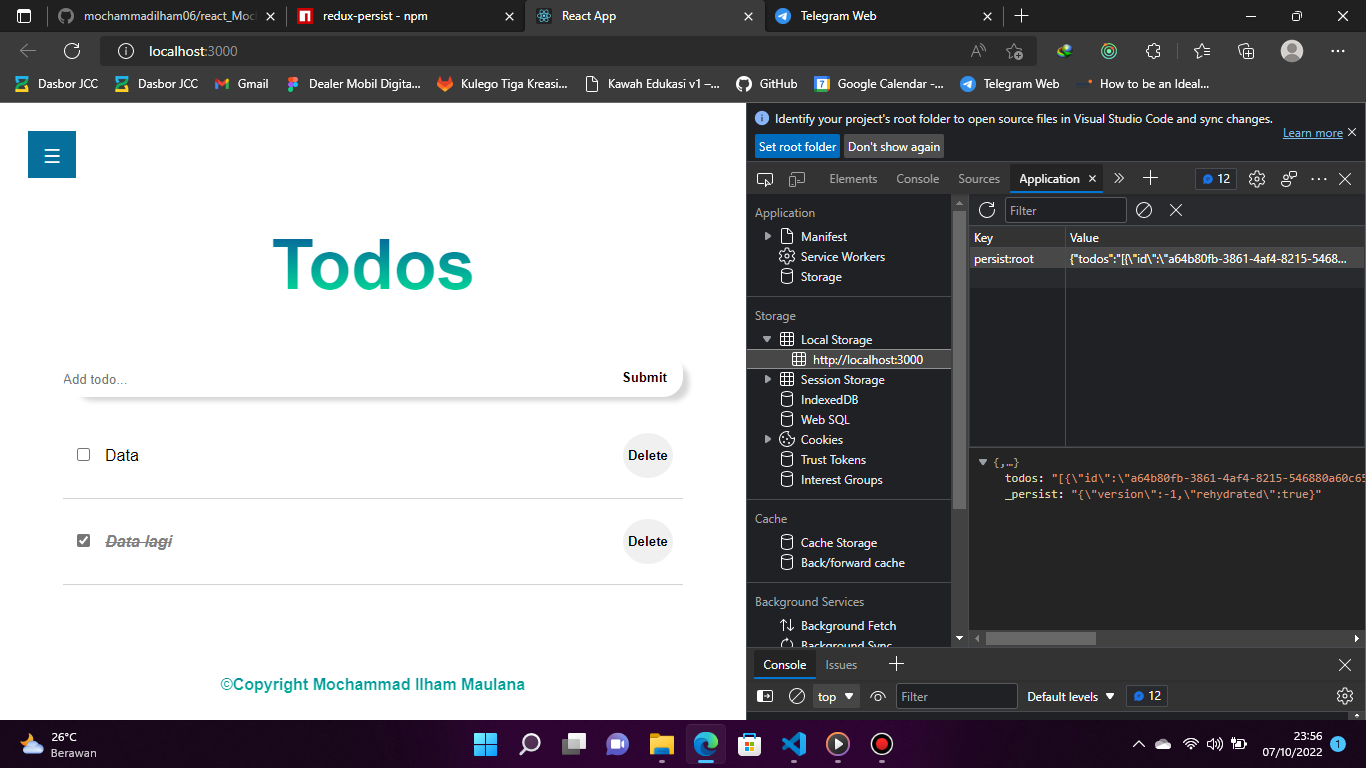 mochammadilham06/react_Moch
redux-persist - npm
React App
Telegram Web
localhost:3000
Dasbor JCC
Dasbor JCC
Gmail
Dealer Mobil Digita...
Kulego Tiga Kreasi...
Kawah Edukasi v1 –...
GitHub
Google Calendar -...
Telegram Web
How to be an Ideal...
☰
Todos
Add todo...
Submit
Data
Delete
Data lagi
Delete
©Copyright Mochammad Ilham Maulana
Identify your project's root folder to open source files in Visual Studio Code and sync changes.
Learn more
Set root folder
Don't show again
Elements
Console
Sources
Application
12
Application
Manifest
Service Workers
Storage
Storage
Local Storage
http://localhost:3000
Session Storage
IndexedDB
Web SQL
Cookies
Trust Tokens
Interest Groups
Cache
Cache Storage
Back/forward cache
Background Services
Background Fetch
Background Sync
Filter
Key
Value
persist:root
{"todos":"[{\"id\":\"a64b80fb-3861-4af4-8215-5468...
{,…}
todos: "[{\"id\":\"a64b80fb-3861-4af4-8215-546880a60c65
_persist: "{\"version\":-1,\"rehydrated\":true}"
Console
Issues
top
Filter
Default levels
12
26°C
Berawan
23:56
07/10/2022
1